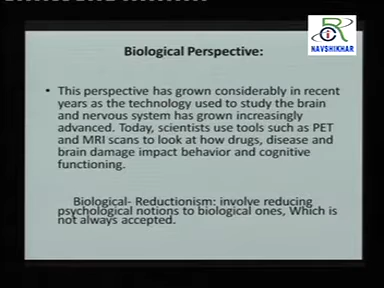 NAVSHIKHAR
Biological Perspective:
• This perspective has grown considerably in recent
years as the technology used to study the brain
and nervous system has grown increasingly
advanced. Today, scientists use tools such as PET
and MRI scans to look at how drugs, disease and
brain damage impact behavior and cognitive
functioning.
Biological- Reductionism: involve reducing
psychological notions to biological ones, Which is
not always accepted.